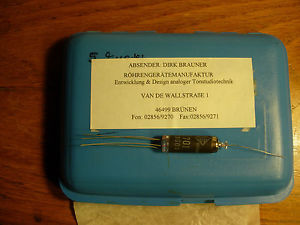 ABSENDER: DIRK BRAUNER
RÖHRENGERÄTEMANUFAKTUR
Entwicklung & Design analoger Tonstudiotechnik
VAN DE WALLSTRAßE 1
46499 BRÜNEN
Fon: 02856/9270 Fax:02856/9271